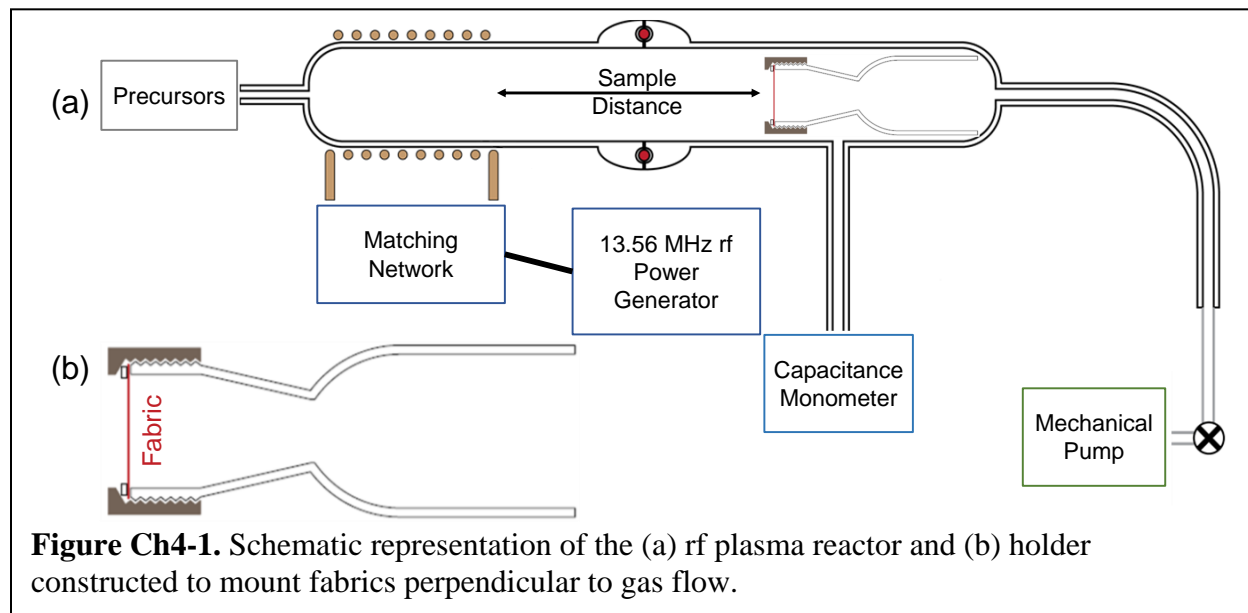 (a)
Precursors
Sample
Distance
Matching
Network
13.56 MHz rf
Power
Generator
Capacitance
Monometer
Mechanical
Pump
(b)
Fabric
Figure Ch4-1. Schematic representation of the (a) rf plasma reactor and (b) holder
constructed to mount fabrics perpendicular to gas flow.